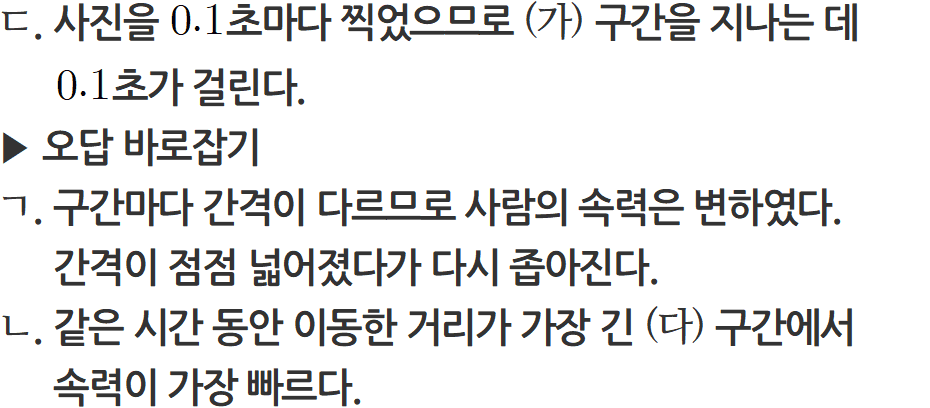 ㄷ. 사진을 0.1초마다 찍었으므로 (가) 구간을 지나는 데
0.1초가 걸린다.
▶ 오답 바로잡기
ㄱ. 구간마다 간격이 다르므로 사람의 속력은 변하였다.
간격이 점점 넓어졌다가 다시 좁아진다.
ㄴ. 같은 시간 동안 이동한 거리가 가장 긴 (다) 구간에서
속력이 가장 빠르다.